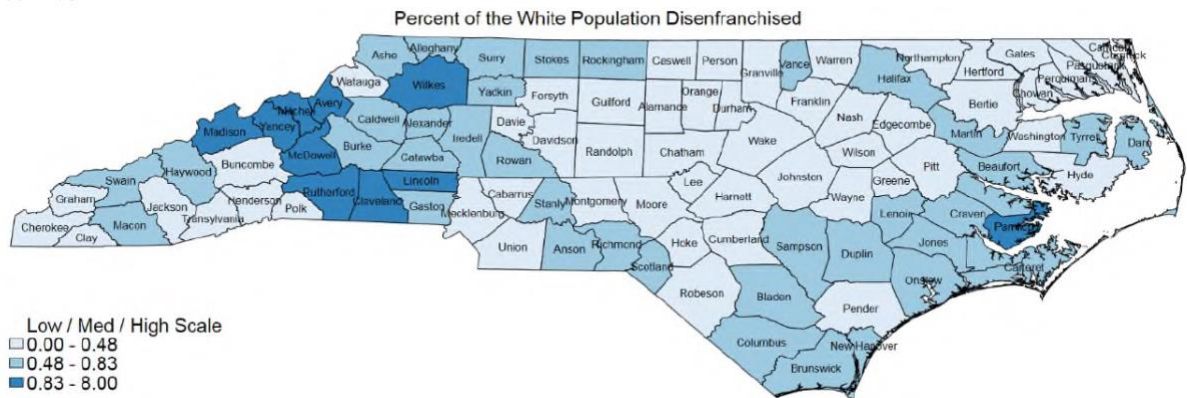 Percent of the White Population Disenfranchised
Ashe
Alleghany
Surry
Stokes
Rockingham
Caswell
Person
Granville
Vance
Warren
Northampton
Gates
Hertford
Halifax
Perquimans
Chowan
Bertie
Watauga
Wilkes
Yadkin
Forsyth
Guilford
Alamance
Orange
Durham
Franklin
Nash
Edgecombe
Martin
Washington
Tyrrell
Dare
Avery
Mitchell
Yancey
Madison
Caldwell
Alexander
Iredell
Davie
Davidson
Randolph
Chatham
Wake
Wilson
Pitt
Beaufort
Hyde
McDowell
Burke
Catawba
Rowan
Buncombe
Haywood
Swain
Graham
Jackson
Henderson
Transylvania
Polk
Rutherford
Cleveland
Lincoln
Gaston
Mecklenburg
Cabarrus
Stanly
Montgomery
Moore
Lee
Harnett
Johnston
Wayne
Greene
Lenoir
Craven
Pamlico
Cherokee
Clay
Macon
Union
Anson
Richmond
Scotland
Hoke
Cumberland
Sampson
Duplin
Jones
Onslow
Carteret
Robeson
Bladen
Pender
Columbus
New Hanover
Brunswick
Low / Med / High Scale
0.00 - 0.48
0.48 - 0.83
0.83 - 8.00